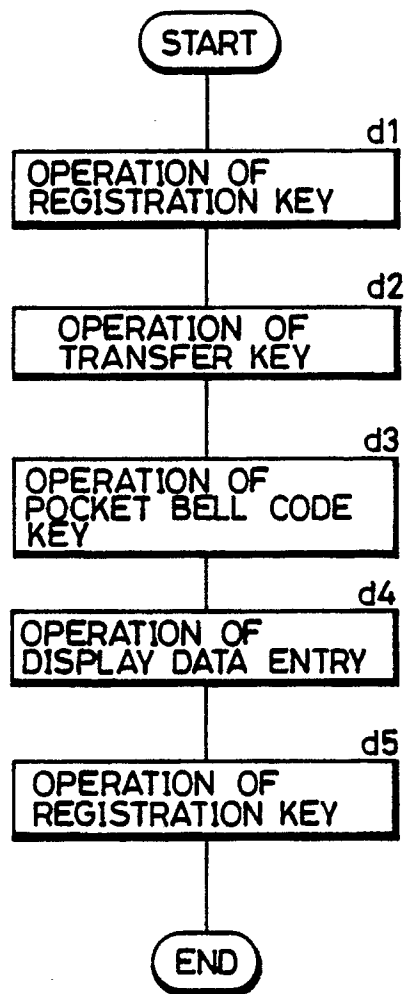 START
d1
OPERATION OF
REGISTRATION KEY
d2
OPERATION OF
TRANSFER KEY
d3
OPERATION OF
POCKET BELL CODE
KEY
d4
OPERATION OF
DISPLAY DATA ENTRY
d5
OPERATION OF
REGISTRATION KEY
END